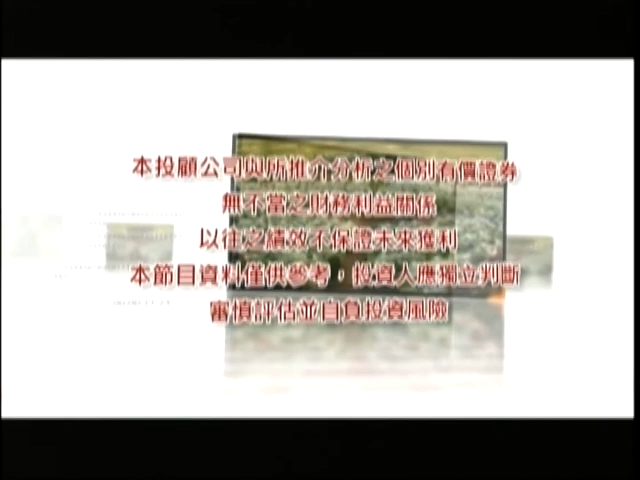 本投顧公司與所推介分析之個別有價證券
無不當之財務利益關係
以往之績效不保證未來獲利
本節目資料僅供參考，投資人應獨立判斷
審慎評估並自負投資風險